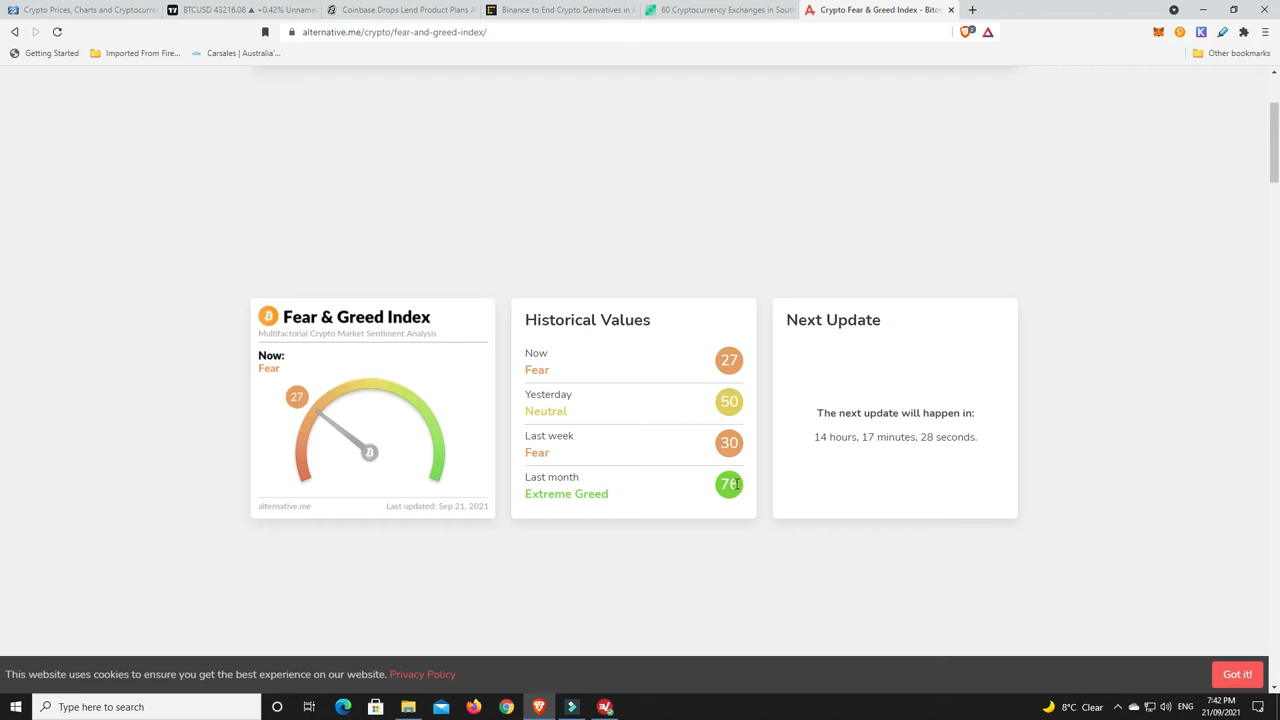 Crypto Prices, Charts and Cryptocurre
BTCUSD 43216.08 ▲ +0.42% Unname
Coinbase Drops Lend Product Plans A
Binance to End Crypto Derivatives in A
60 Cryptocurrency Exchanges in South
Crypto Fear & Greed Index - Bitco
alternative.me/crypto/fear-and-greed-index/
Getting Started
Imported From Fire...
Carsales | Australia'...
Other bookmarks
Fear & Greed Index
Multifactorial Crypto Market Sentiment Analysis
Now:
Fear
27
alternative.me
Last updated: Sep 21, 2021
Historical Values
Now
Fear
27
Yesterday
Neutral
50
Last week
Fear
30
Last month
Extreme Greed
76
Next Update
The next update will happen in:
14 hours, 17 minutes, 28 seconds.
This website uses cookies to ensure you get the best experience on our website. Privacy Policy
Got it!
Type here to search
8°C Clear
7:42 PM
21/09/2021